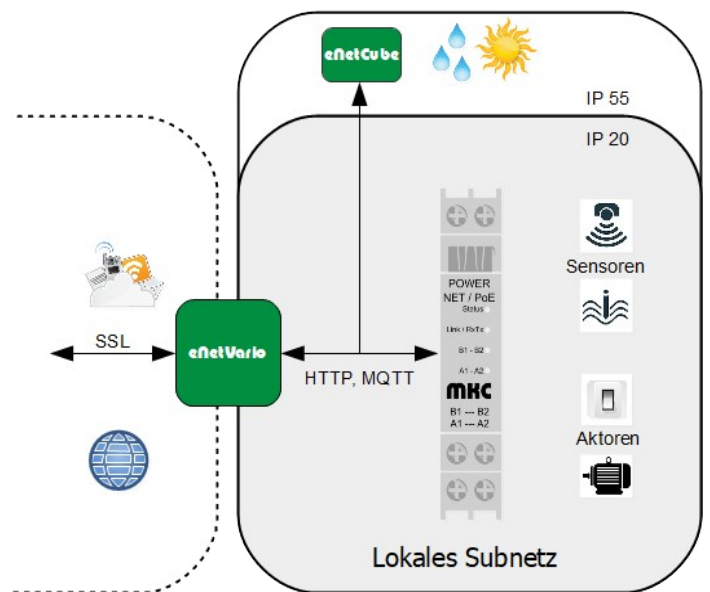 eNetCube
IP 55
IP 20
Sensoren
POWER
NET / PoE
Status
Link / RxTx
B1 - B2
A1 - A2
MKC
B1 --- B2
A1 --- A2
SSL
eNetVario
HTTP, MQTT
Aktoren
Lokales Subnetz